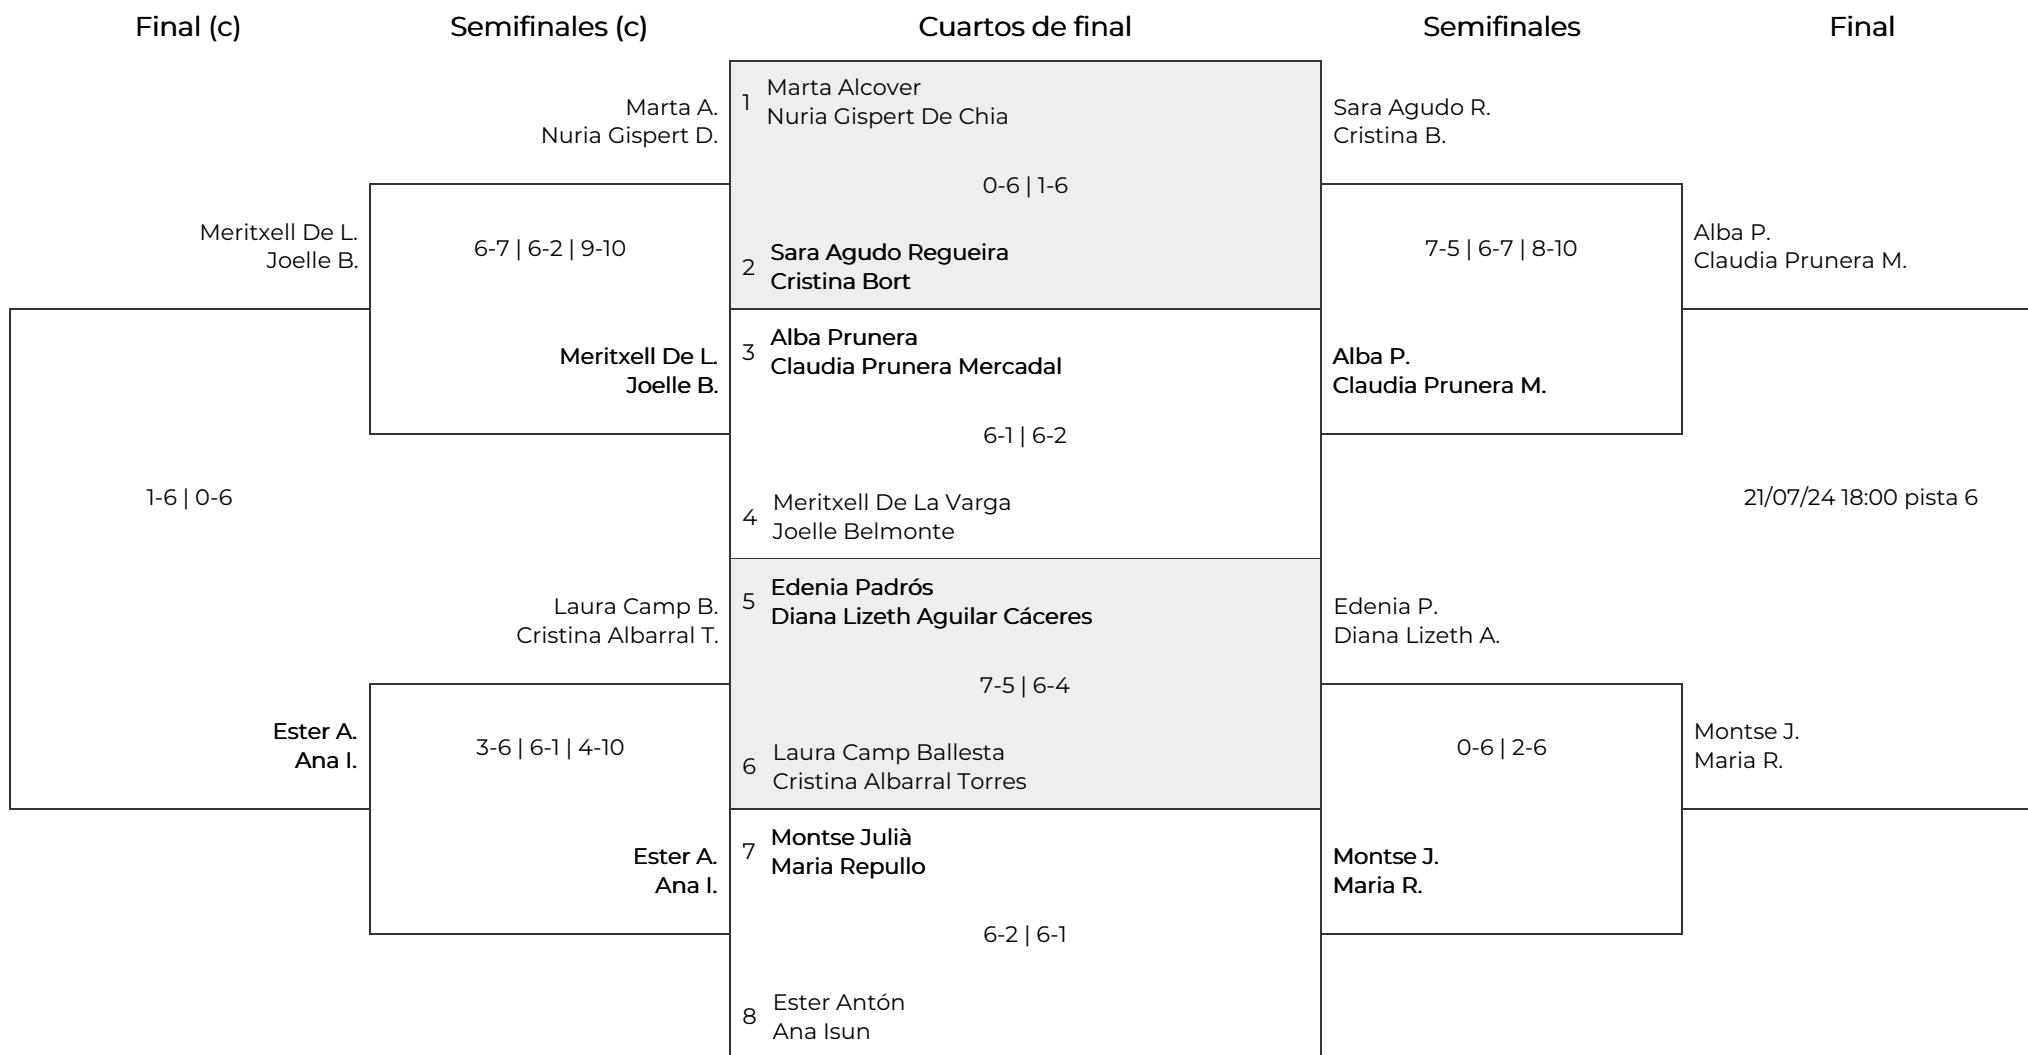 Final (c)
Semifinales (c)
Cuartos de final
Semifinales
Final
Meritxell De L.
Joelle B.
1-6 | 0-6
Ester A.
Ana I.
Marta A.
Nuria Gispert D.
6-7 | 6-2 | 9-10
Meritxell De L.
Joelle B.
Laura Camp B.
Cristina Albarral T.
3-6 | 6-1 | 4-10
Ester A.
Ana I.
1 Marta Alcover
Nuria Gispert De Chia
0-6 | 1-6
2 Sara Agudo Regueira
Cristina Bort
3 Alba Prunera
Claudia Prunera Mercadal
6-1 | 6-2
4 Meritxell De La Varga
Joelle Belmonte
5 Edenia Padrós
Diana Lizeth Aguilar Cáceres
7-5 | 6-4
6 Laura Camp Ballesta
Cristina Albarral Torres
7 Montse Julià
Maria Repullo
6-2 | 6-1
8 Ester Antón
Ana Isun
Sara Agudo R.
Cristina B.
7-5 | 6-7 | 8-10
Alba P.
Claudia Prunera M.
Edenia P.
Diana Lizeth A.
0-6 | 2-6
Montse J.
Maria R.
Alba P.
Claudia Prunera M.
21/07/24 18:00 pista 6
Montse J.
Maria R.